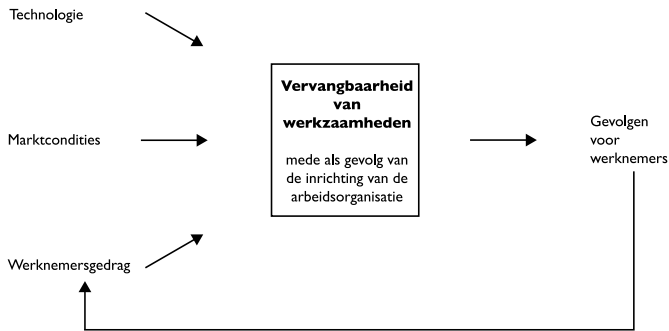 Technologie
Marktcondities
Werknemersgedrag
Vervangbaarheid
van
werkzaamheden
mede als gevolg van
de inrichting van de
arbeidsorganisatie
Gevolgen
voor
werknemers